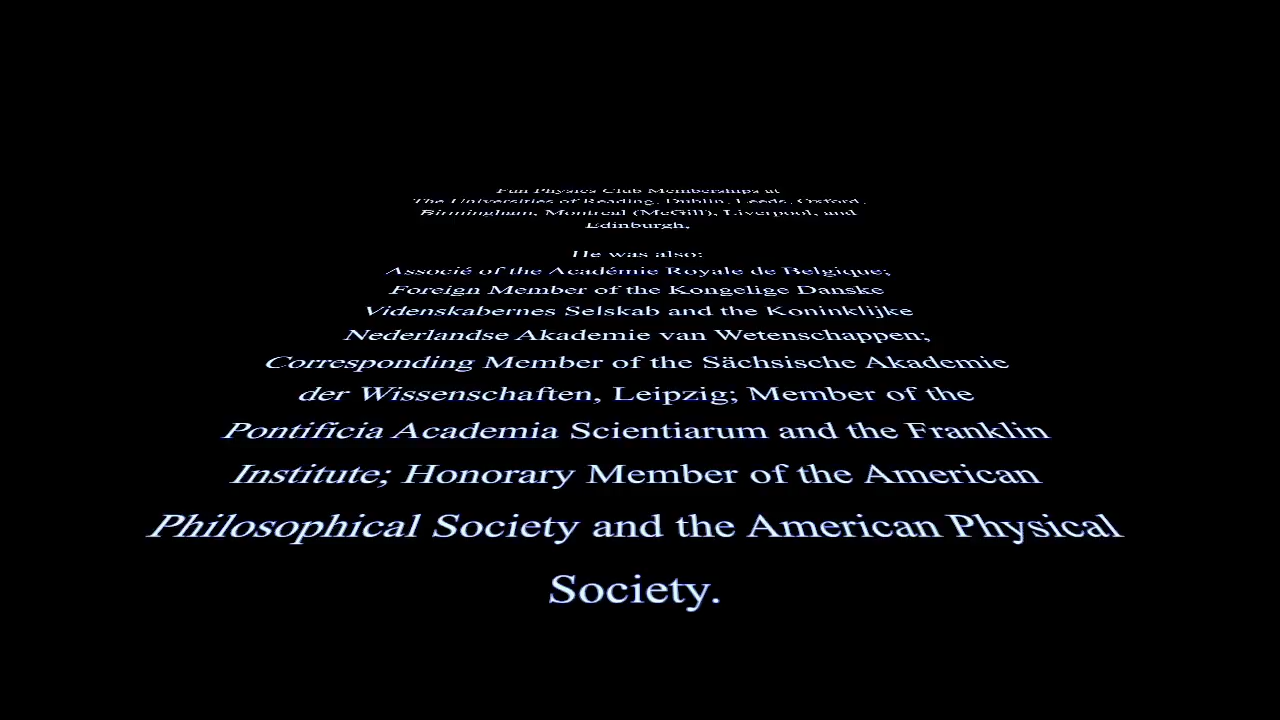 Fun Physics Club Memberships at
The Universities of Reading, Dublin, Leeds, Oxford,
Birmingham, Montreal (McGill), Liverpool, and
Edinburgh,
He was also:
Associé of the Académie Royale de Belgique;
Foreign Member of the Kongelige Danske
Videnskabernes Selskab and the Koninklijke
Nederlandse Akademie van Wetenschappen;
Corresponding Member of the Sächsische Akademie
der Wissenschaften, Leipzig; Member of the
Pontificia Academia Scientiarum and the Franklin
Institute; Honorary Member of the American
Philosophical Society and the American Physical
Society.